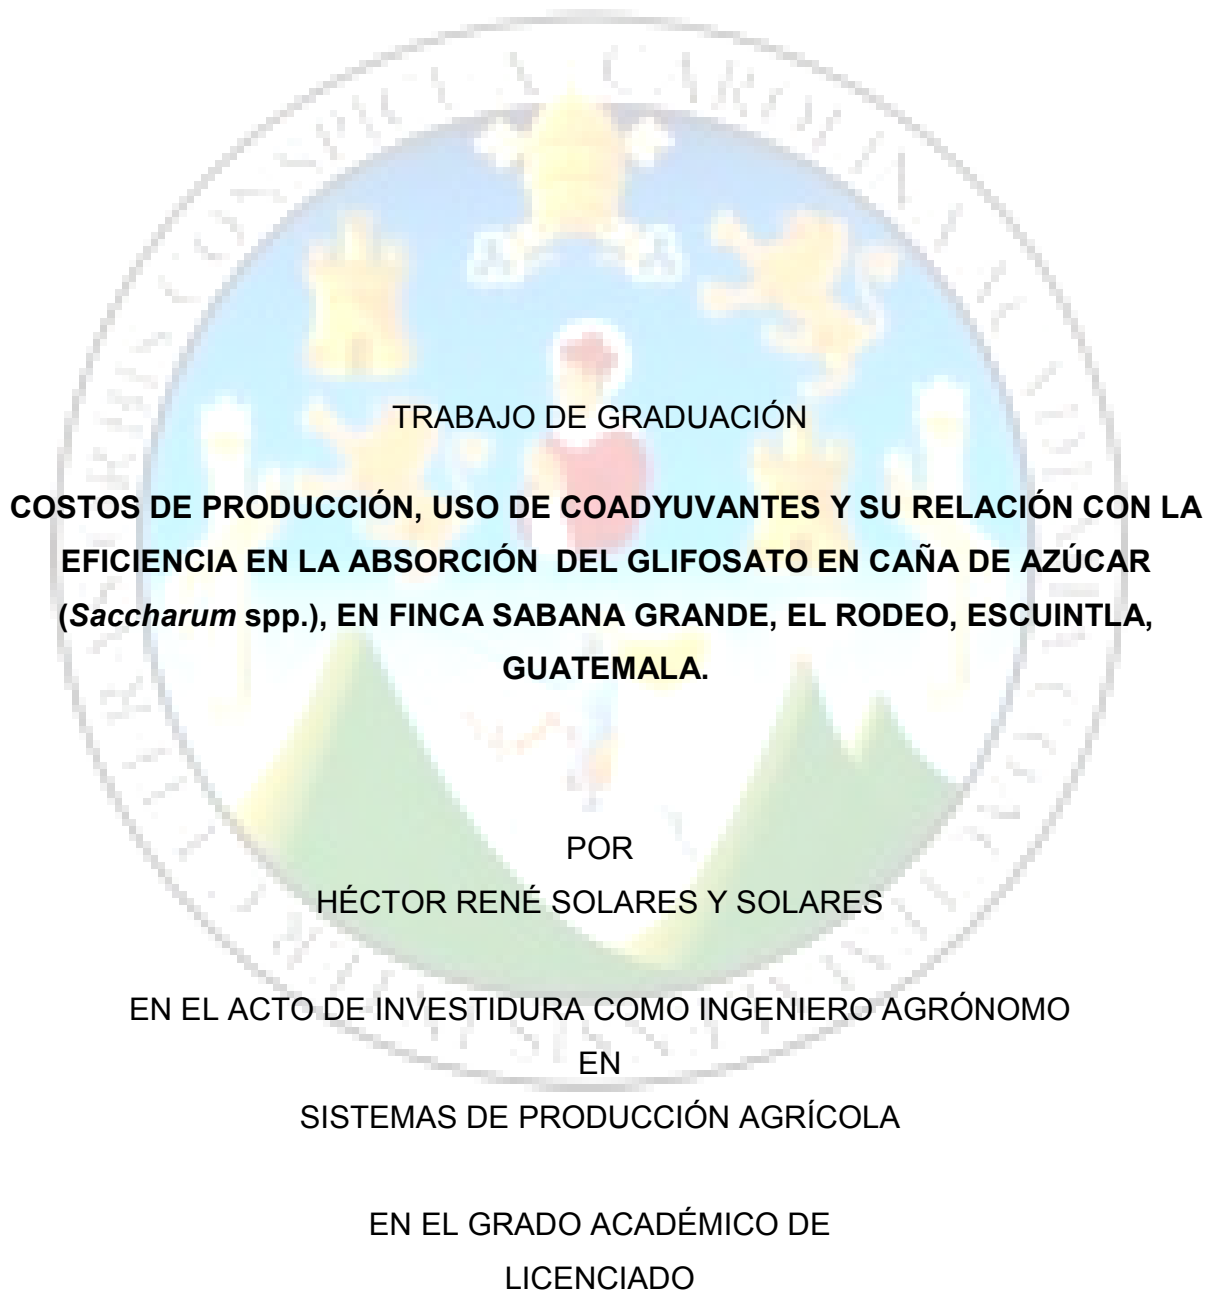 TRABAJO DE GRADUACIÓN
COSTOS DE PRODUCCIÓN, USO DE COADYUVANTES Y SU RELACIÓN CON LA
EFICIENCIA EN LA ABSORCIÓN DEL GLIFOSATO EN CAÑA DE AZÚCAR
(Saccharum spp.), EN FINCA SABANA GRANDE, EL RODEO, ESCUINTLA,
GUATEMALA.
POR
HÉCTOR RENÉ SOLARES Y SOLARES
EN EL ACTO DE INVESTIDURA COMO INGENIERO AGRÓNOMO
EN
SISTEMAS DE PRODUCCIÓN AGRÍCOLA
EN EL GRADO ACADÉMICO DE
LICENCIADO